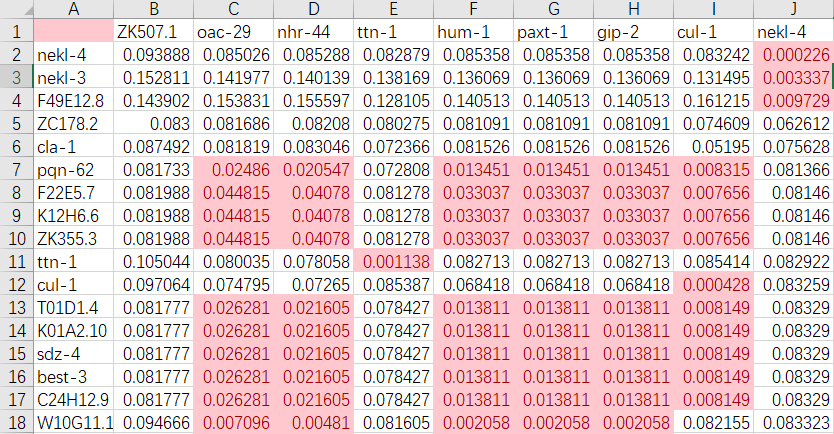 A B C D E F G H I J
1 ZK507.1 oac-29 nhr-44 ttn-1 hum-1 paxt-1 gip-2 cul-1 nekl-4
2 nekl-4 0.093888 0.085026 0.085288 0.082879 0.085358 0.085358 0.085358 0.083242 0.000226
3 nekl-3 0.152811 0.141977 0.140139 0.138169 0.136069 0.136069 0.136069 0.131495 0.003337
4 F49E12.8 0.143902 0.153831 0.155597 0.128105 0.140513 0.140513 0.140513 0.161215 0.009729
5 ZC178.2 0.083 0.081686 0.08208 0.080275 0.081091 0.081091 0.081091 0.074609 0.062612
6 cla-1 0.087492 0.081819 0.083046 0.072366 0.081526 0.081526 0.081526 0.05195 0.075628
7 pqn-62 0.081733 0.02486 0.020547 0.072808 0.013451 0.013451 0.013451 0.008315 0.081366
8 F22E5.7 0.081988 0.044815 0.04078 0.081278 0.033037 0.033037 0.033037 0.007656 0.08146
9 K12H6.6 0.081988 0.044815 0.04078 0.081278 0.033037 0.033037 0.033037 0.007656 0.08146
10 ZK355.3 0.081988 0.044815 0.04078 0.081278 0.033037 0.033037 0.033037 0.007656 0.08146
11 ttn-1 0.105044 0.080035 0.078058 0.001138 0.082713 0.082713 0.082713 0.085414 0.082922
12 cul-1 0.097064 0.074795 0.07265 0.085387 0.068418 0.068418 0.068418 0.000428 0.083259
13 T01D1.4 0.081777 0.026281 0.021605 0.078427 0.013811 0.013811 0.013811 0.008149 0.08329
14 K01A2.10 0.081777 0.026281 0.021605 0.078427 0.013811 0.013811 0.013811 0.008149 0.08329
15 sdz-4 0.081777 0.026281 0.021605 0.078427 0.013811 0.013811 0.013811 0.008149 0.08329
16 best-3 0.081777 0.026281 0.021605 0.078427 0.013811 0.013811 0.013811 0.008149 0.08329
17 C24H12.9 0.081777 0.026281 0.021605 0.078427 0.013811 0.013811 0.013811 0.008149 0.08329
18 W10G11.1 0.094666 0.007096 0.00481 0.081605 0.002058 0.002058 0.002058 0.082155 0.083323